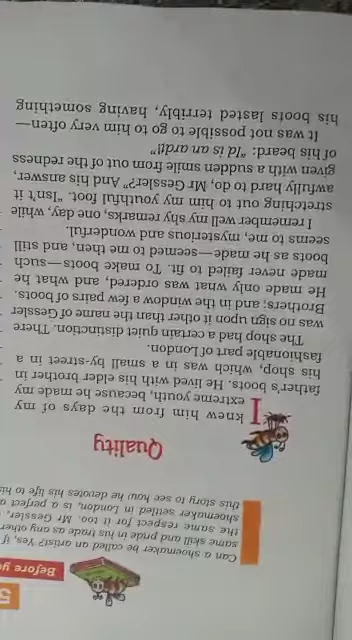 5
Before yo
Can a shoemaker be called an artist? Yes, if
same skill and pride in his trade as any other
the same respect for it too. Mr Gessler,
shoemaker settled in London, is a perfect a
this story to see how he devotes his life to hi
Quality
I knew him from the days of my
extreme youth, because he made my
father's boots. He lived with his elder brother in
his shop, which was in a small by-street in a
fashionable part of London.
The shop had a certain quiet distinction. There
was no sign upon it other than the name of Gessler
Brothers; and in the window a few pairs of boots.
He made only what was ordered, and what he
made never failed to fit. To make boots—such
boots as he made—seemed to me then, and still
seems to me, mysterious and wonderful.
I remember well my shy remarks, one day, while
stretching out to him my youthful foot. "Isn't it
awfully hard to do, Mr Gessler?" And his answer,
given with a sudden smile from out of the redness
of his beard: "Id is an ardt!"
It was not possible to go to him very often—
his boots lasted terribly, having something